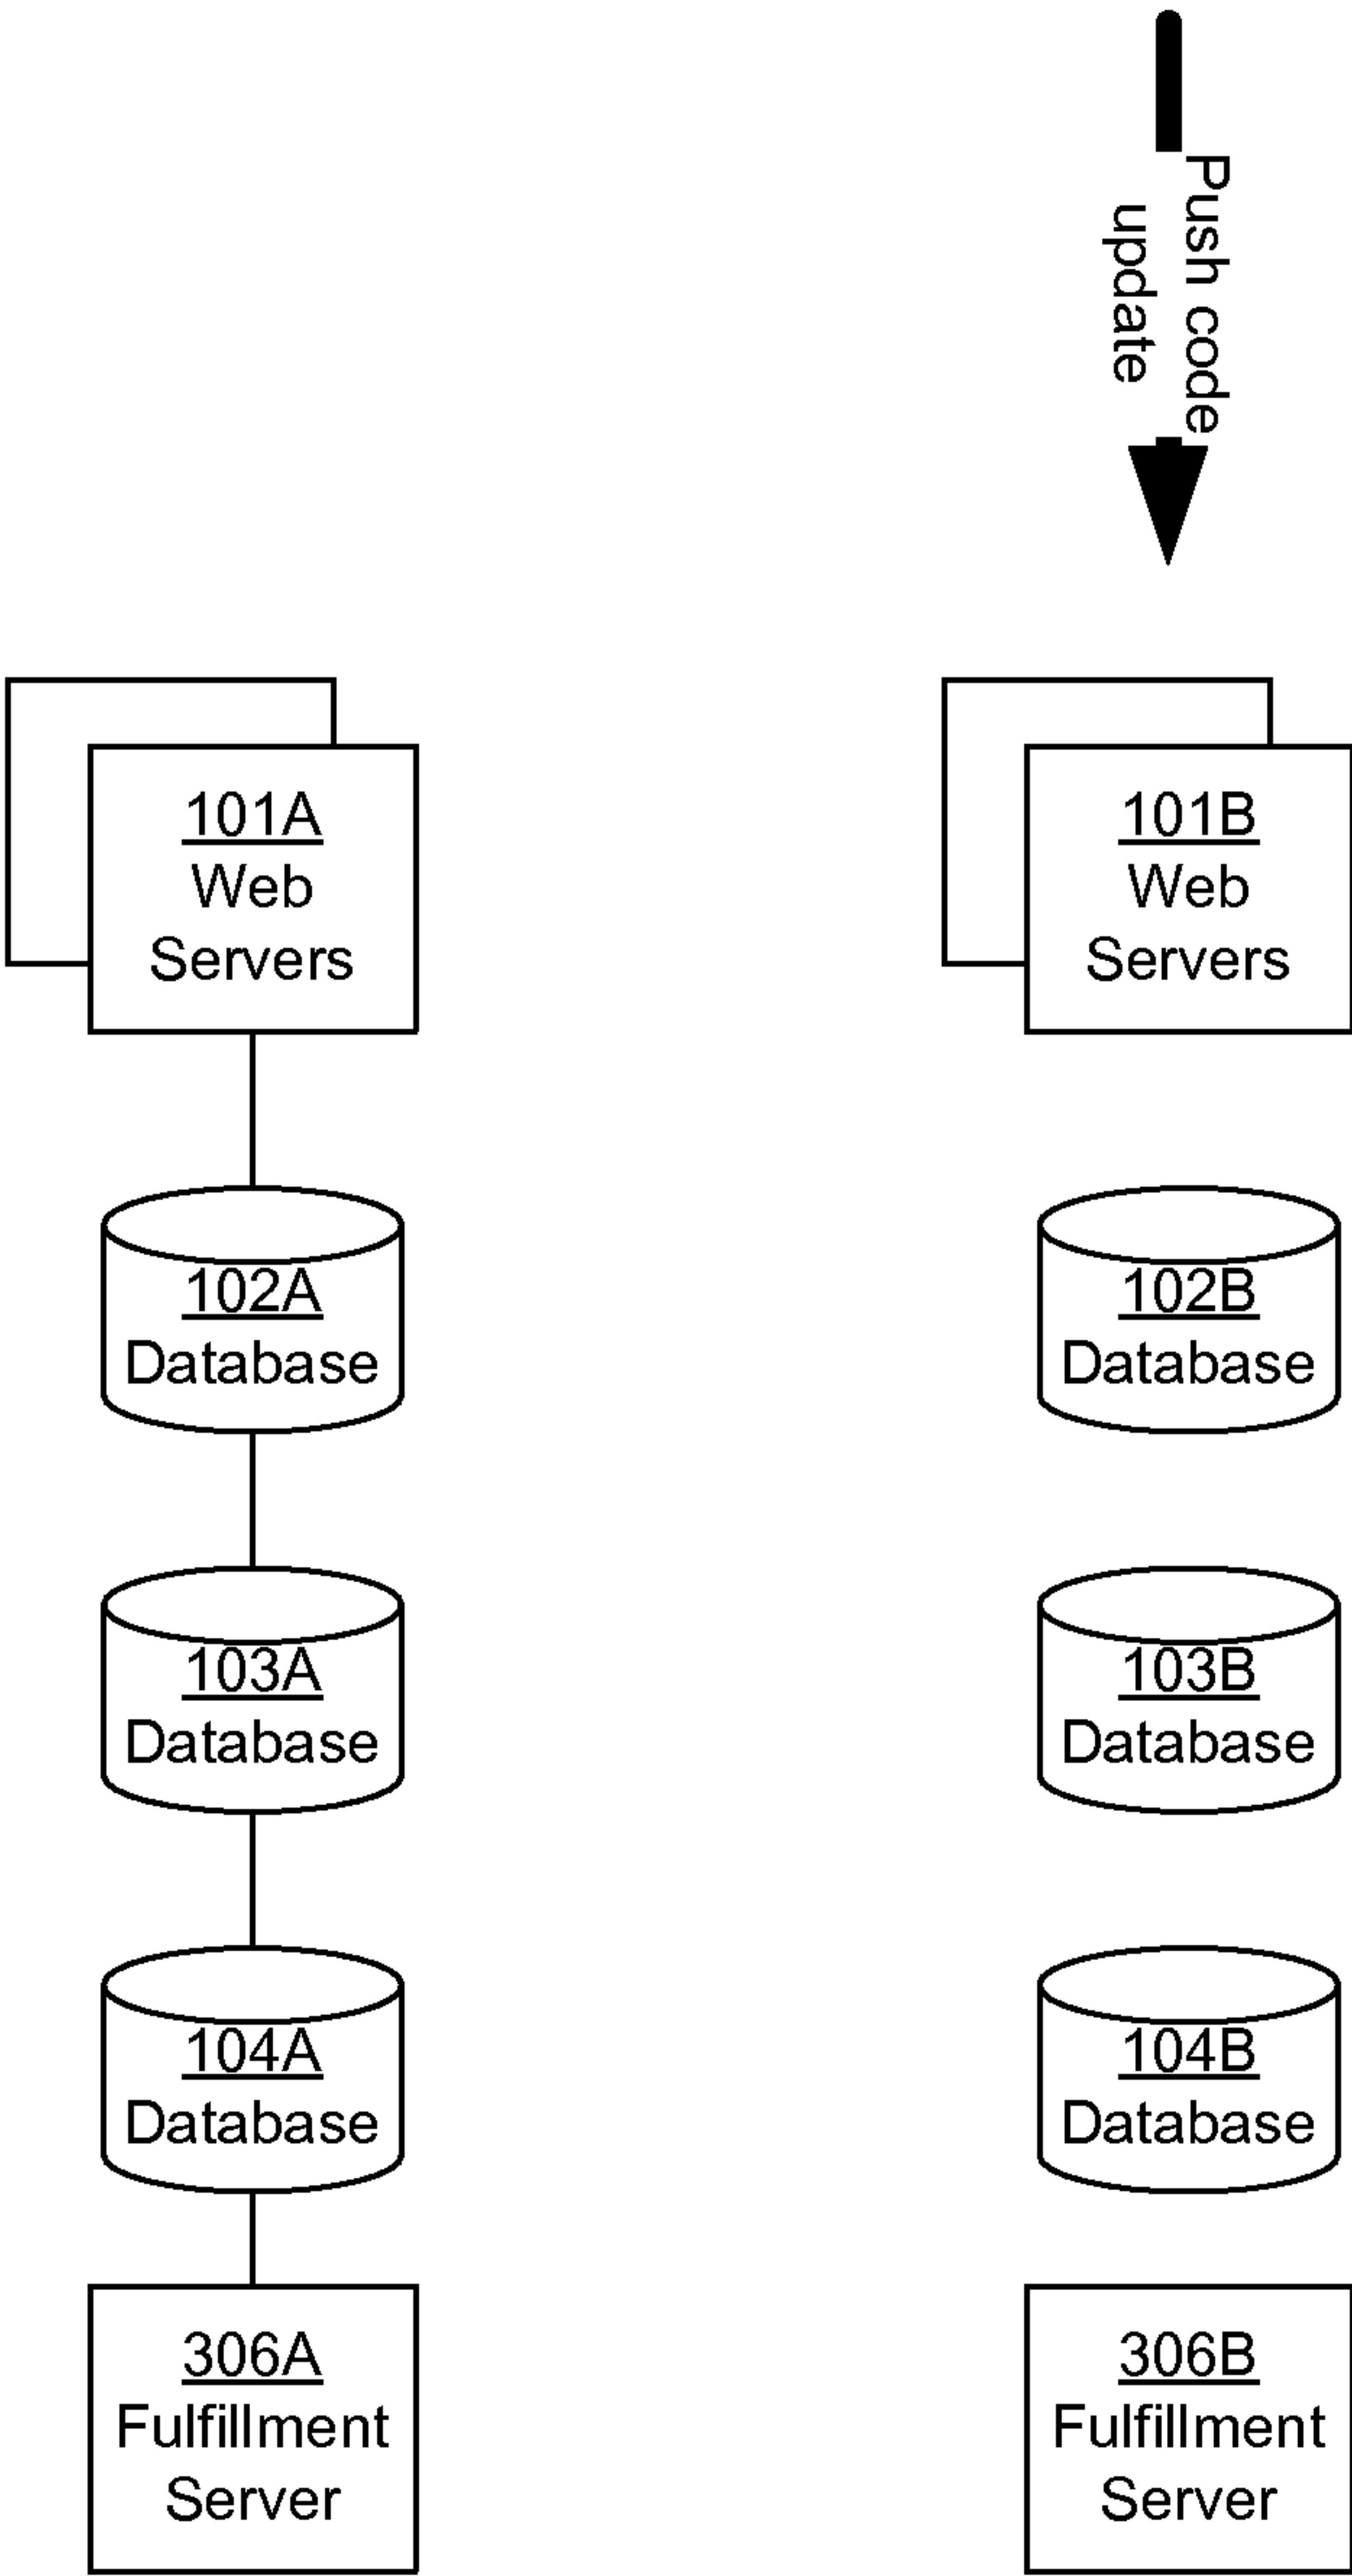 Push code
update
101A
Web
Servers
101B
Web
Servers
102A
Database
102B
Database
103A
Database
103B
Database
104A
Database
104B
Database
306A
Fulfillment
Server
306B
Fulfillment
Server